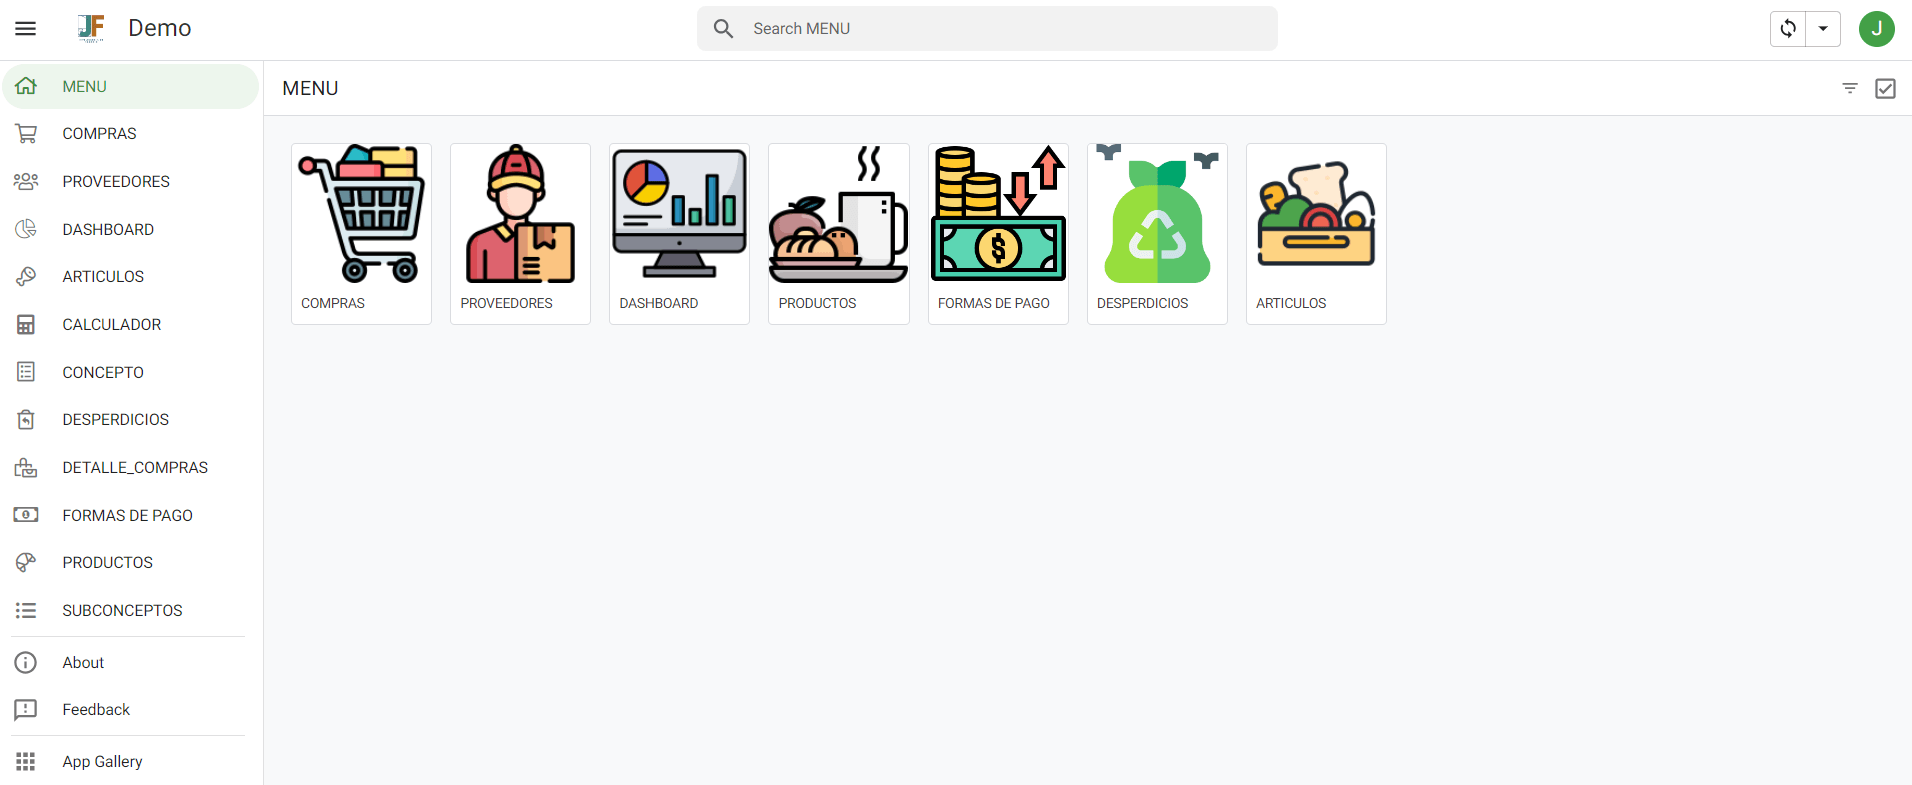 JF
Demo
Search MENU
J
MENU
COMPRAS
PROVEEDORES
DASHBOARD
ARTICULOS
CALCULADOR
CONCEPTO
DESPERDICIOS
DETALLE_COMPRAS
FORMAS DE PAGO
PRODUCTOS
SUBCONCEPTOS
About
Feedback
App Gallery
MENU
COMPRAS
PROVEEDORES
DASHBOARD
PRODUCTOS
$
FORMAS DE PAGO
DESPERDICIOS
ARTICULOS